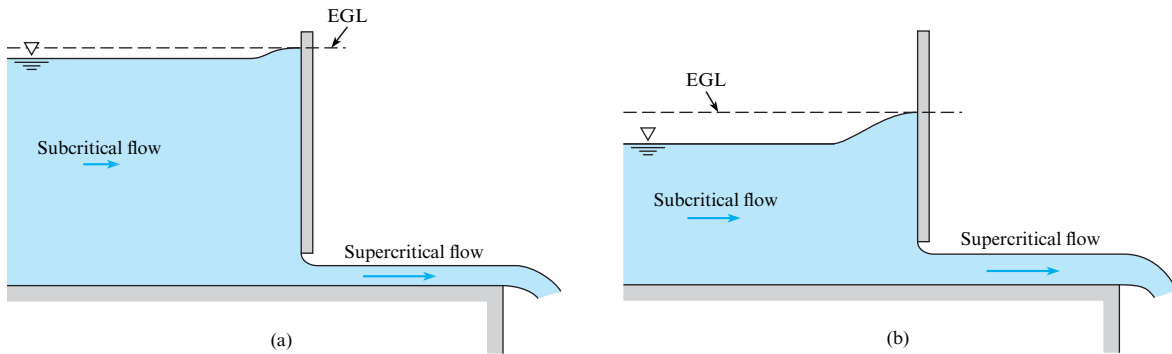 EGL
Subcritical flow
Supercritical flow
(a)
EGL
Subcritical flow
Supercritical flow
(b)